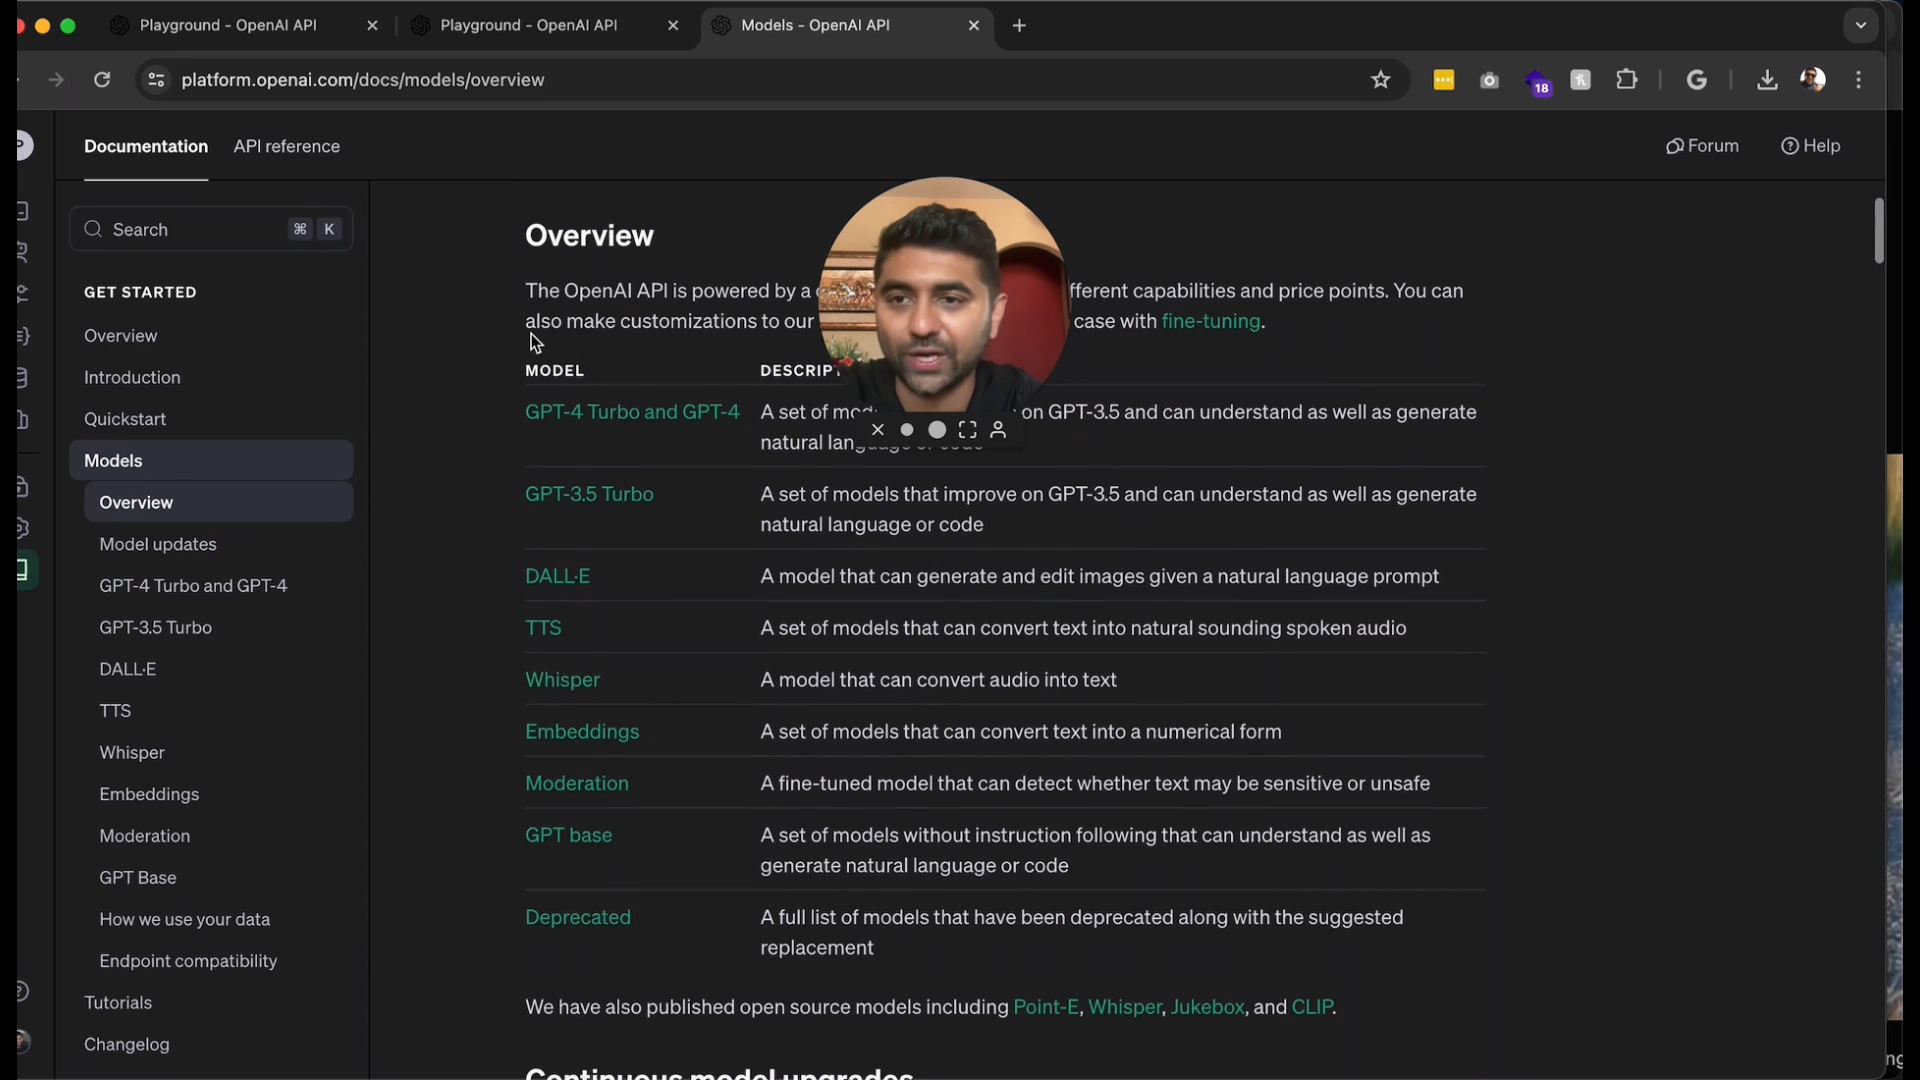 Playground - OpenAI API
Playground - OpenAI API
Models - OpenAI API
platform.openai.com/docs/models/overview
18
Documentation
API reference
Forum
Help
Search
⌘ K
GET STARTED
Overview
Introduction
Quickstart
Models
Overview
Model updates
GPT-4 Turbo and GPT-4
GPT-3.5 Turbo
DALL·E
TTS
Whisper
Embeddings
Moderation
GPT Base
How we use your data
Endpoint compatibility
Tutorials
Changelog
Overview
The OpenAI API is powered by a fferent capabilities and price points. You can
also make customizations to our case with fine-tuning.
MODEL DESCRIPT
GPT-4 Turbo and GPT-4 A set of on GPT-3.5 and can understand as well as generate
natural
GPT-3.5 Turbo A set of models that improve on GPT-3.5 and can understand as well as generate
natural language or code
DALL·E A model that can generate and edit images given a natural language prompt
TTS A set of models that can convert text into natural sounding spoken audio
Whisper A model that can convert audio into text
Embeddings A set of models that can convert text into a numerical form
Moderation A fine-tuned model that can detect whether text may be sensitive or unsafe
GPT base A set of models without instruction following that can understand as well as
generate natural language or code
Deprecated A full list of models that have been deprecated along with the suggested
replacement
We have also published open source models including Point-E, Whisper, Jukebox, and CLIP.
Continuous model upgrades